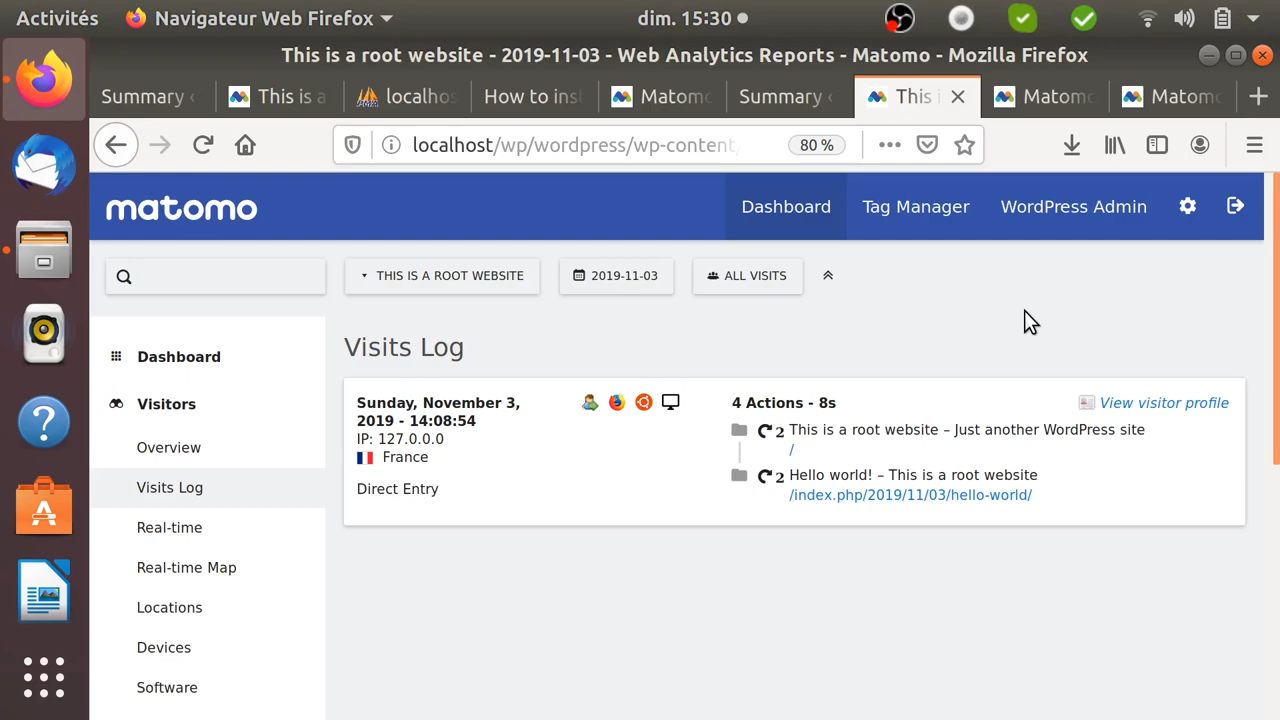 Activités
Navigateur Web Firefox
dim. 15:30
This is a root website - 2019-11-03 - Web Analytics Reports - Matomo - Mozilla Firefox
Summary
This is a
localhos
How to inst
Matomo
Summary
This i
Matomo
Matomo
localhost/wp/wordpress/wp-content/
80 %
matomo
Dashboard
Tag Manager
WordPress Admin
THIS IS A ROOT WEBSITE
2019-11-03
ALL VISITS
Dashboard
Visitors
Overview
Visits Log
Real-time
Real-time Map
Locations
Devices
Software
Visits Log
Sunday, November 3,
2019 - 14:08:54
IP: 127.0.0.0
France
Direct Entry
4 Actions - 8s
View visitor profile
2 This is a root website – Just another WordPress site
/
2 Hello world! – This is a root website
/index.php/2019/11/03/hello-world/